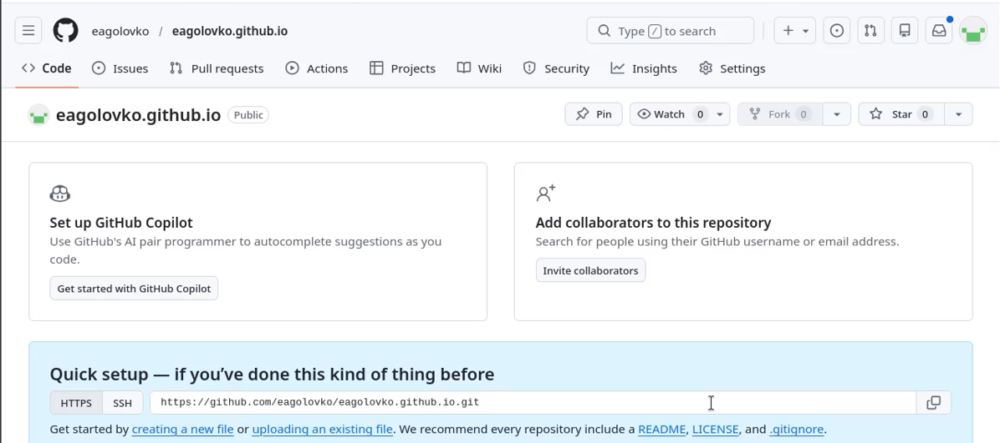 eagolovko / eagolovko.github.io
Type / to search
Code Issues Pull requests Actions Projects Wiki Security Insights Settings
eagolovko.github.io Public
Pin Watch 0 Fork 0 Star 0
Set up GitHub Copilot
Use GitHub's AI pair programmer to autocomplete suggestions as you
code.
Get started with GitHub Copilot
Add collaborators to this repository
Search for people using their GitHub username or email address.
Invite collaborators
Quick setup — if you’ve done this kind of thing before
HTTPS SSH https://github.com/eagolovko/eagolovko.github.io.git
Get started by creating a new file or uploading an existing file. We recommend every repository include a README, LICENSE, and .gitignore.